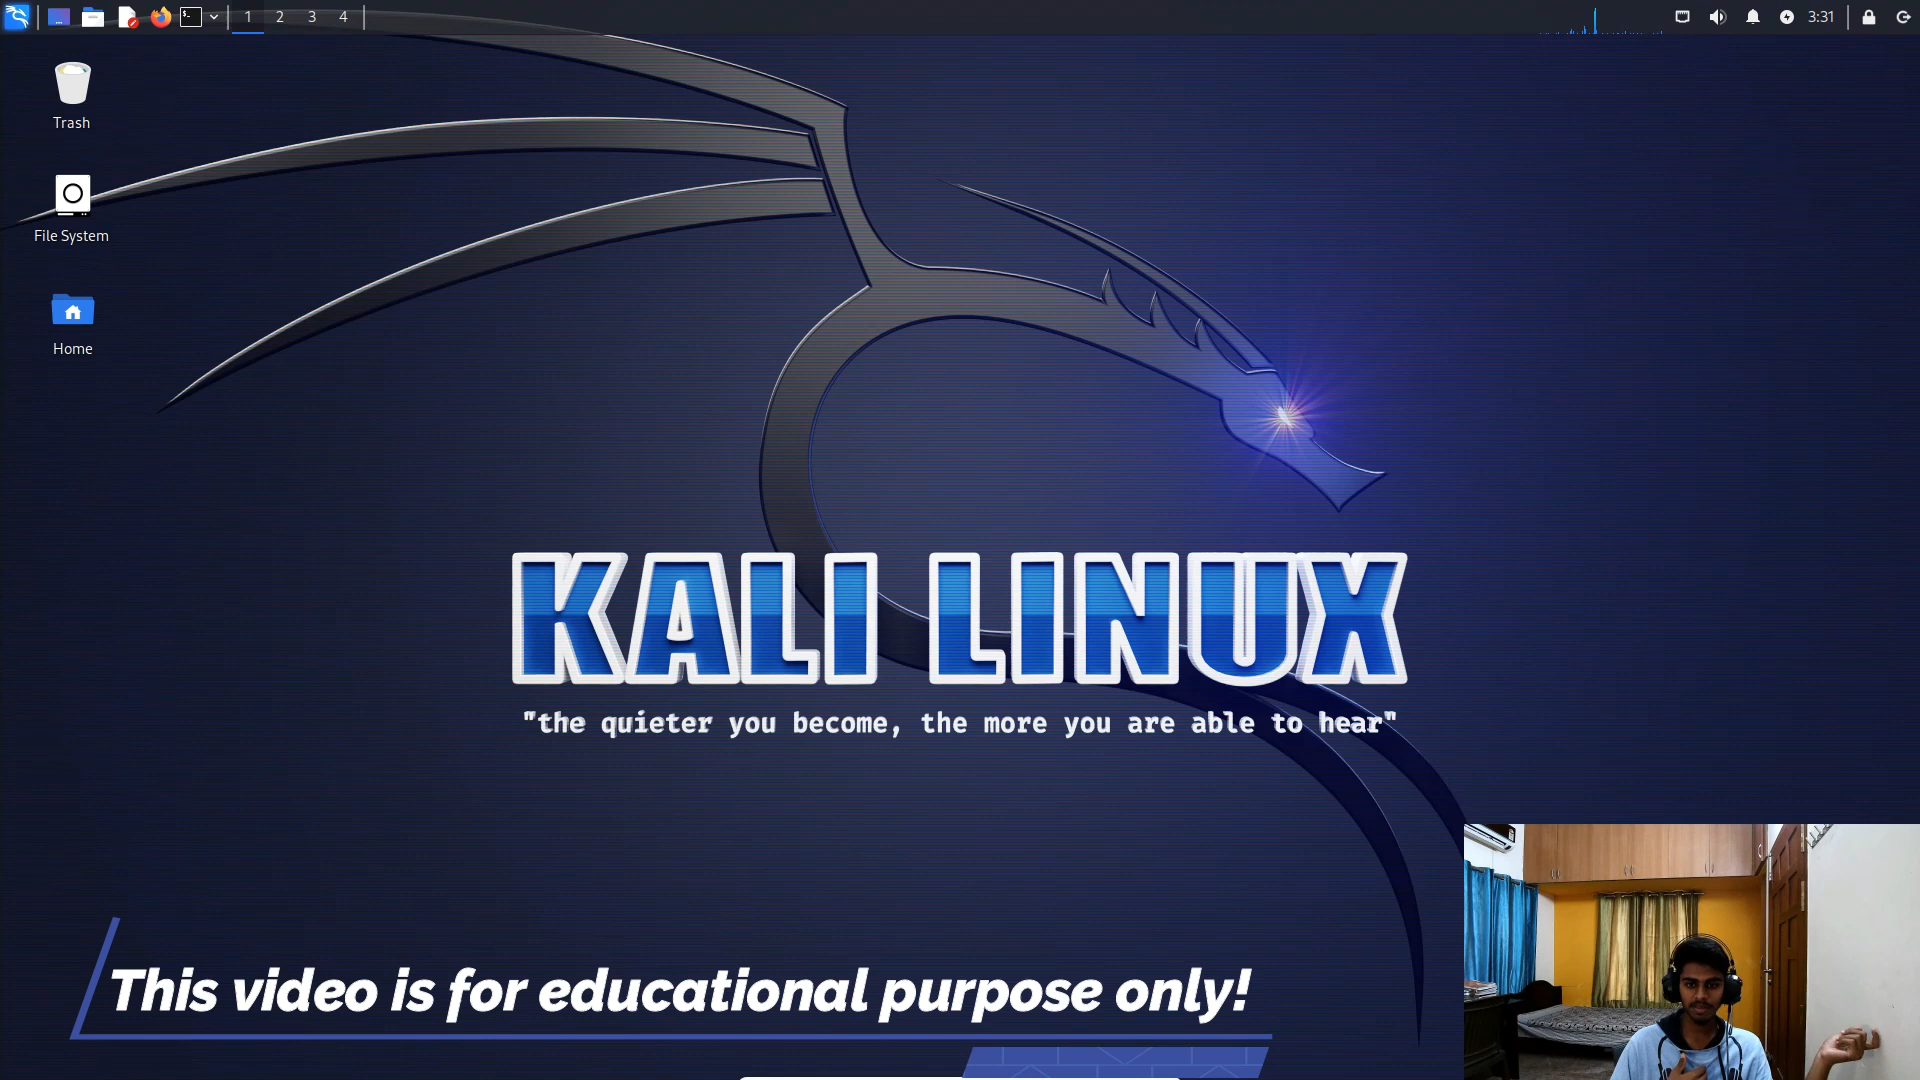 1 2 3 4
3:31
Trash
File System
Home
KALI LINUX
"the quieter you become, the more you are able to hear"
This video is for educational purpose only!